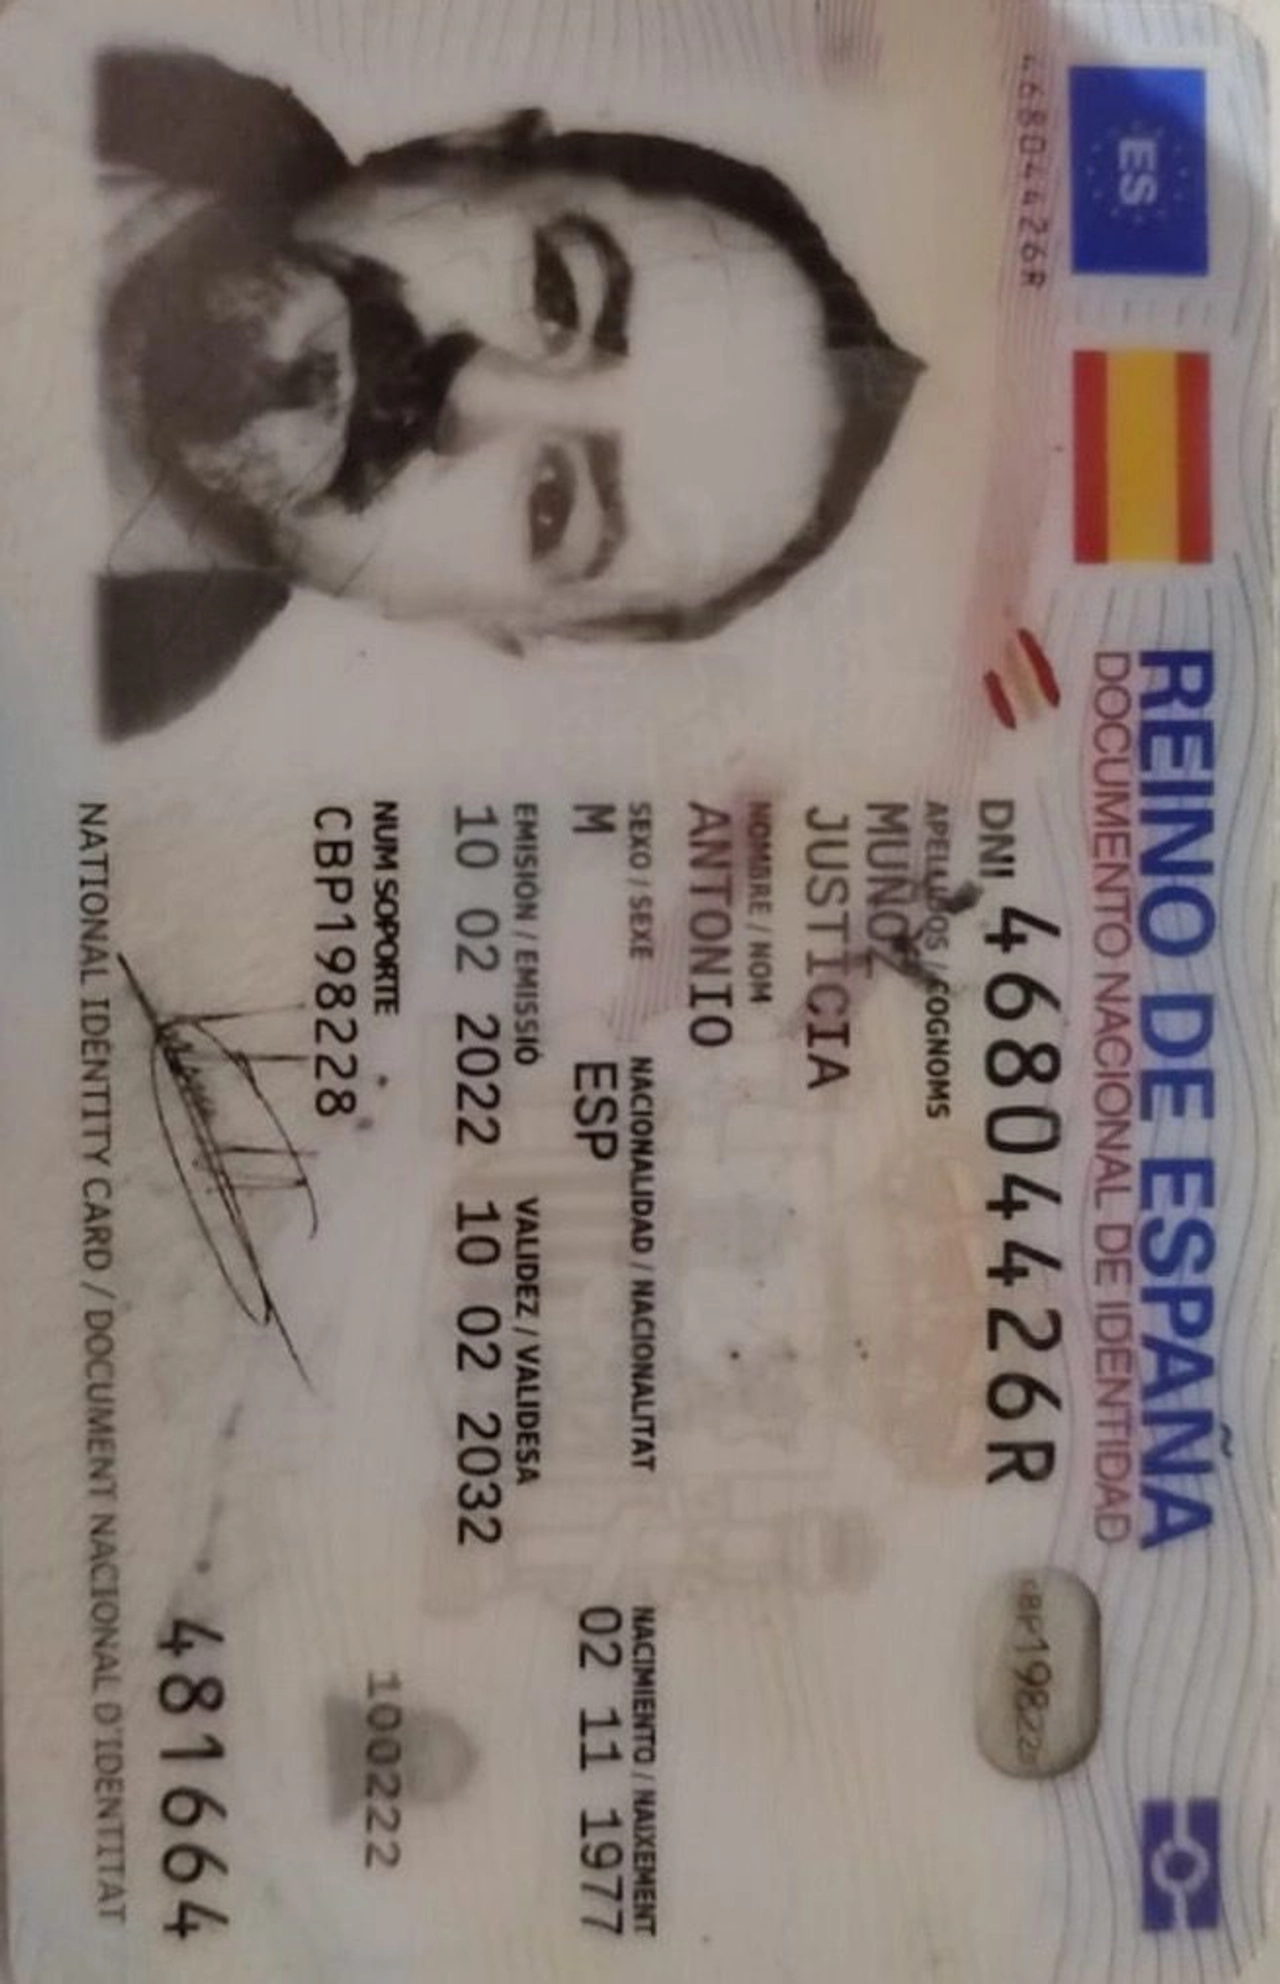 ES
REINO DE ESPAÑA
DOCUMENTO NACIONAL DE IDENTIDAD
46804426R
DNI 46804426R
APELLIDOS / COGNOMS
MUÑOZ
JUSTICIA
NOMBRE / NOM
ANTONIO
SEXO / SEXE NACIONALIDAD / NACIONALITAT NACIMIENTO / NAIXEMENT
M ESP 02 11 1977
EMISIÓN / EMISSIÓ VALIDEZ / VALIDESA
10 02 2022 10 02 2032
NUM SOPORTE
CBP198228
100222
481664
NATIONAL IDENTITY CARD / DOCUMENT NACIONAL D'IDENTITAT